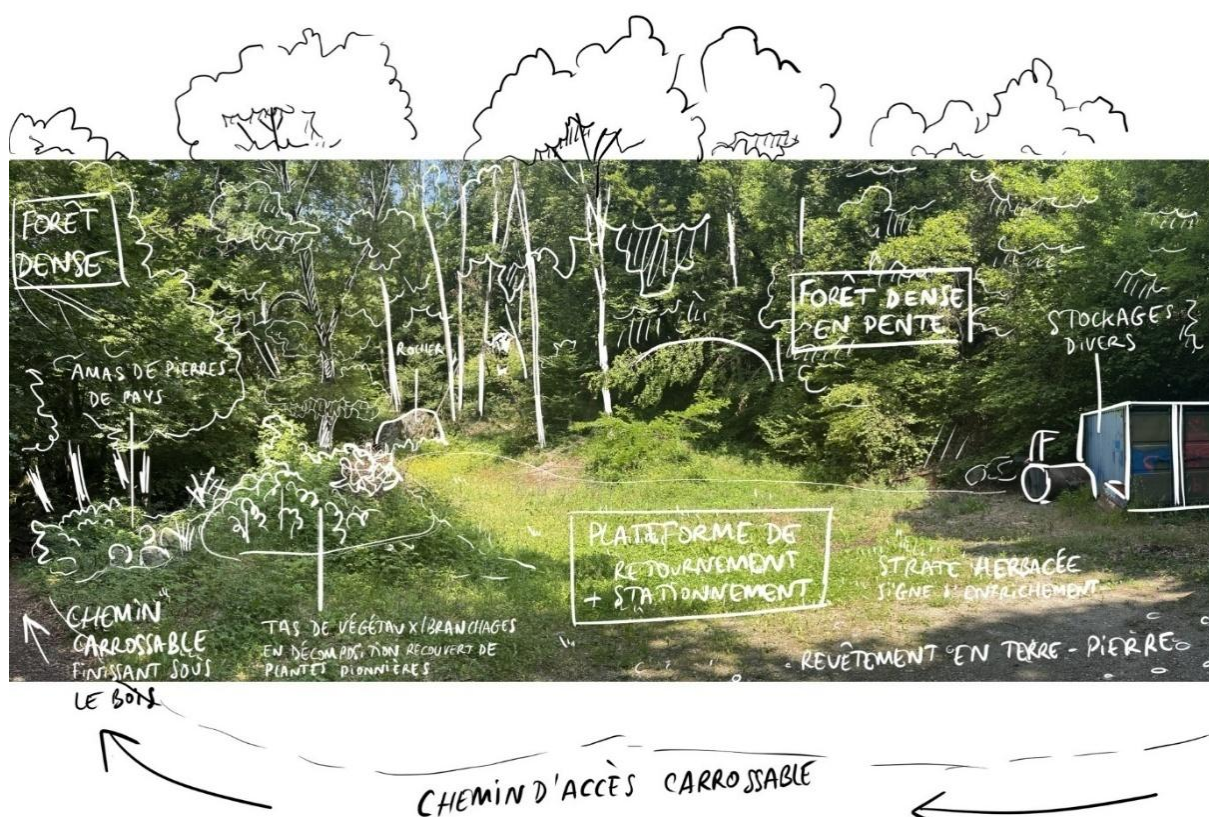 FORÊT
DENSE
FORÊT DENSE
EN PENTE
STOCKAGES
DIVERS
ROCHER
AMAS DE PIERRES
DE PAYS
PLATEFORME DE
RETOURNEMENT
+ STATIONNEMENT
STRATE HERBACÉE
SIGNE D'ENFRICHEMENT
CHEMIN
CARROSSABLE
FINISSANT SOUS
LE BOIS
TAS DE VÉGÉTAUX/BRANCHAGES
EN DÉCOMPOSITION RECOUVERT DE
PLANTES PIONNIÈRES
REVÊTEMENT EN TERRE-PIERRE
CHEMIN D'ACCÈS CARROSSABLE